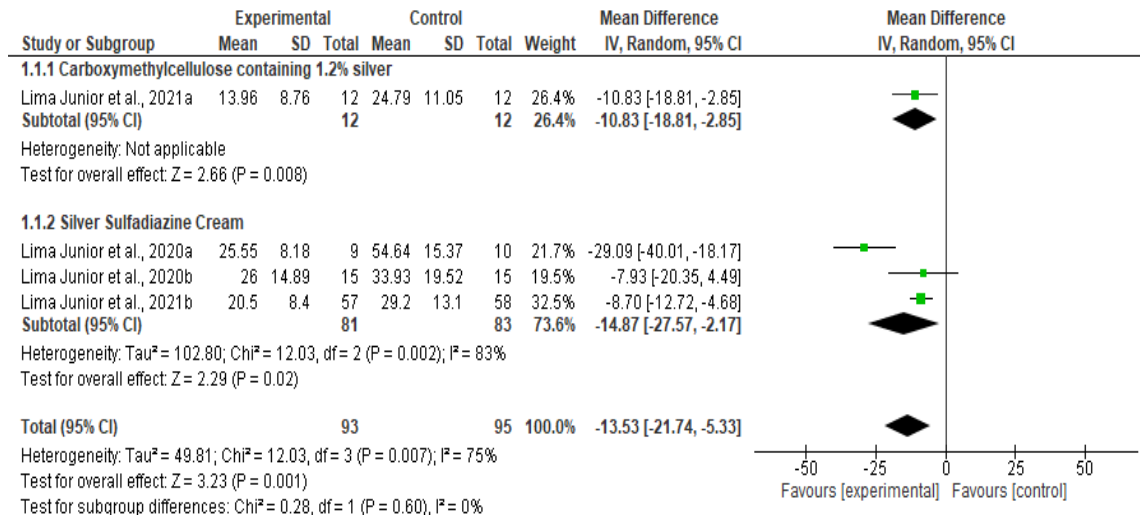 Experimental Control Mean Difference Mean Difference
Study or Subgroup Mean SD Total Mean SD Total Weight IV, Random, 95% CI IV, Random, 95% CI
1.1.1 Carboxymethylcellulose containing 1.2% silver
Lima Junior et al., 2021a 13.96 8.76 12 24.79 11.05 12 26.4% -10.83 [-18.81, -2.85]
Subtotal (95% CI) 12 12 26.4% -10.83 [-18.81, -2.85]
Heterogeneity: Not applicable
Test for overall effect: Z = 2.66 (P = 0.008)
1.1.2 Silver Sulfadiazine Cream
Lima Junior et al., 2020a 25.55 8.18 9 54.64 15.37 10 21.7% -29.09 [-40.01, -18.17]
Lima Junior et al., 2020b 26 14.89 15 33.93 19.52 15 19.5% -7.93 [-20.35, 4.49]
Lima Junior et al., 2021b 20.5 8.4 57 29.2 13.1 58 32.5% -8.70 [-12.72, -4.68]
Subtotal (95% CI) 81 83 73.6% -14.87 [-27.57, -2.17]
Heterogeneity: Tau² = 102.80; Chi² = 12.03, df = 2 (P = 0.002); I² = 83%
Test for overall effect: Z = 2.29 (P = 0.02)
Total (95% CI) 93 95 100.0% -13.53 [-21.74, -5.33]
Heterogeneity: Tau² = 49.81; Chi² = 12.03, df = 3 (P = 0.007); I² = 75%
Test for overall effect: Z = 3.23 (P = 0.001)
Test for subgroup differences: Chi² = 0.28, df = 1 (P = 0.60), I² = 0%
-50 -25 0 25 50
Favours [experimental] Favours [control]